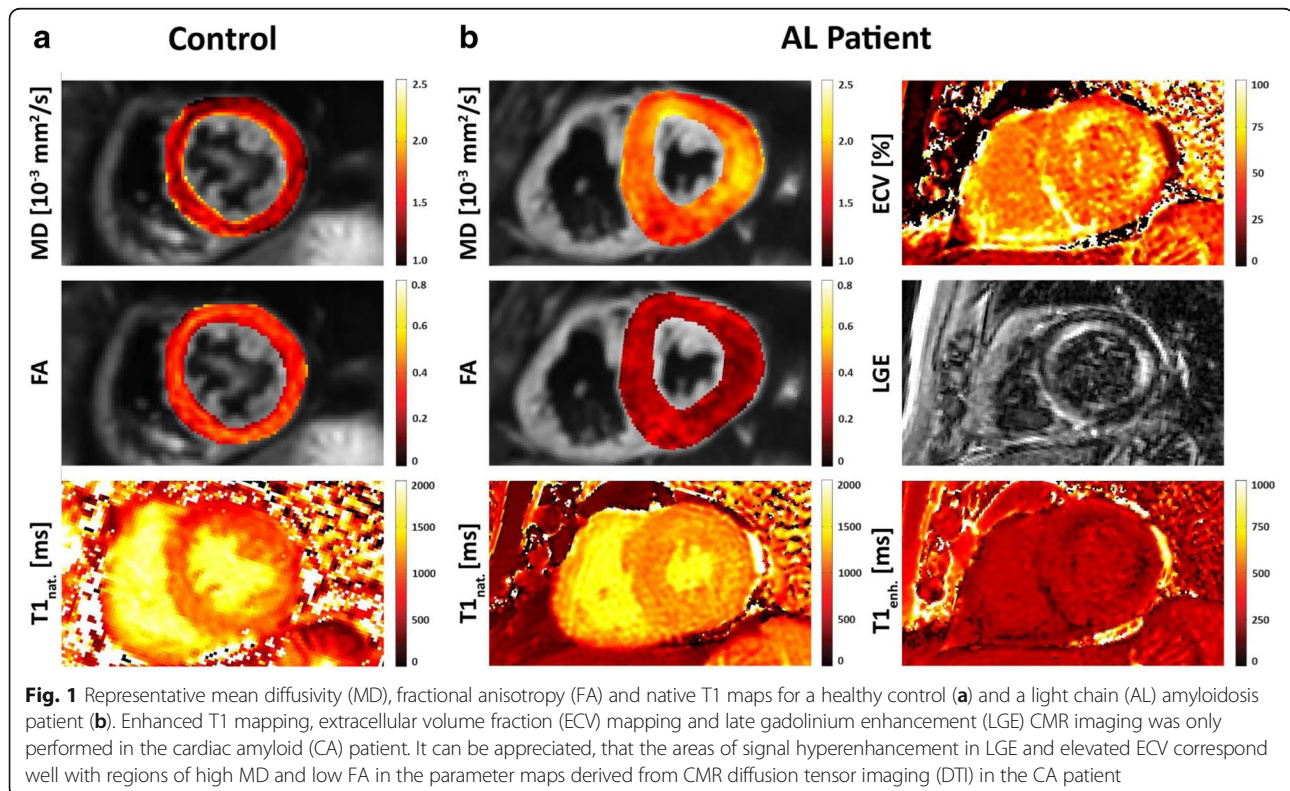 a Control b AL Patient
MD [10⁻³ mm²/s]
2.5
2.0
1.5
1.0
MD [10⁻³ mm²/s]
2.5
2.0
1.5
1.0
ECV [%]
100
75
50
25
0
FA
0.8
0.6
0.4
0.2
0
FA
0.8
0.6
0.4
0.2
0
LGE
T1nat. [ms]
2000
1500
1000
500
0
T1nat. [ms]
2000
1500
1000
500
0
T1enh. [ms]
1000
750
500
250
0
Fig. 1 Representative mean diffusivity (MD), fractional anisotropy (FA) and native T1 maps for a healthy control (a) and a light chain (AL) amyloidosis
patient (b). Enhanced T1 mapping, extracellular volume fraction (ECV) mapping and late gadolinium enhancement (LGE) CMR imaging was only
performed in the cardiac amyloid (CA) patient. It can be appreciated, that the areas of signal hyperenhancement in LGE and elevated ECV correspond
well with regions of high MD and low FA in the parameter maps derived from CMR diffusion tensor imaging (DTI) in the CA patient